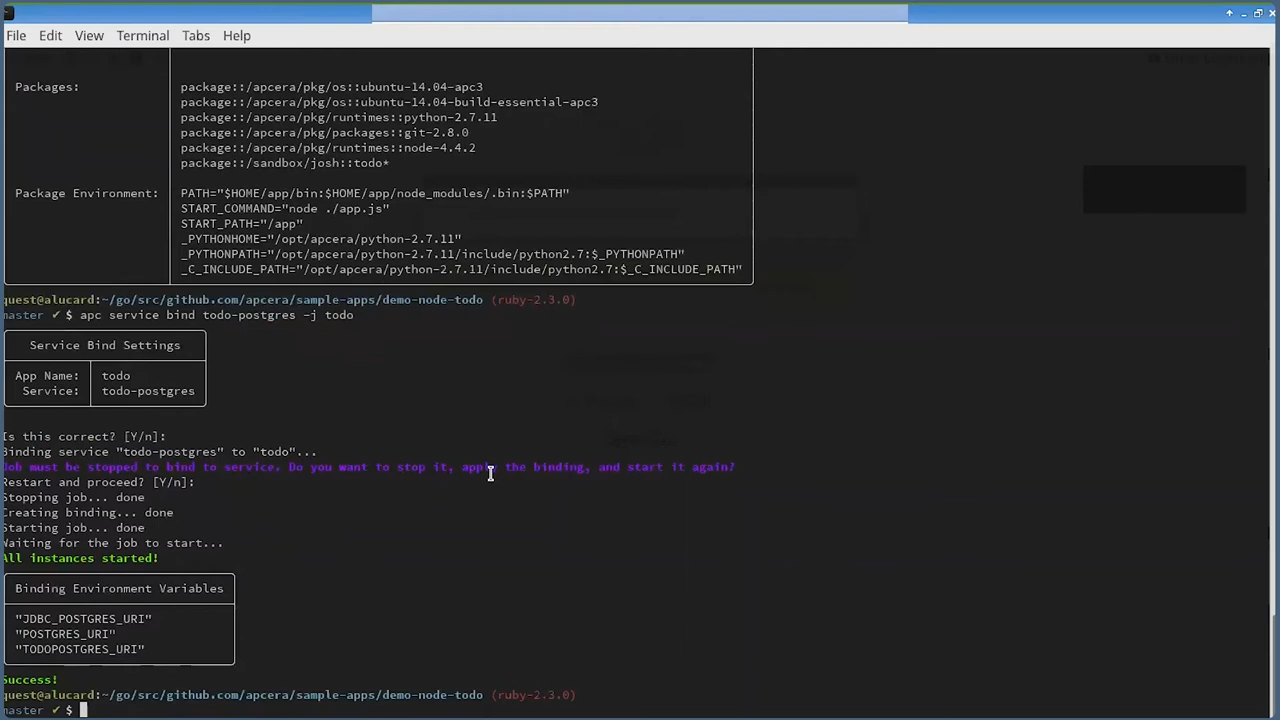 File Edit View Terminal Tabs Help
Packages: package::/apcera/pkg/os::ubuntu-14.04-apc3
package::/apcera/pkg/os::ubuntu-14.04-build-essential-apc3
package::/apcera/pkg/runtimes::python-2.7.11
package::/apcera/pkg/packages::git-2.8.0
package::/apcera/pkg/runtimes::node-4.4.2
package::/sandbox/josh::todo*
Package Environment: PATH="$HOME/app/bin:$HOME/app/node_modules/.bin:$PATH"
START_COMMAND="node ./app.js"
START_PATH="/app"
_PYTHONHOME="/opt/apcera/python-2.7.11"
_PYTHONPATH="/opt/apcera/python-2.7.11/include/python2.7:$_PYTHONPATH"
_C_INCLUDE_PATH="/opt/apcera/python-2.7.11/include/python2.7:$_C_INCLUDE_PATH"
quest@alucard:~/go/src/github.com/apcera/sample-apps/demo-node-todo (ruby-2.3.0)
master ✓ $ apc service bind todo-postgres -j todo
Service Bind Settings
App Name: todo
Service: todo-postgres
Is this correct? [Y/n]:
Binding service "todo-postgres" to "todo"...
Job must be stopped to bind to service. Do you want to stop it, apply the binding, and start it again?
Restart and proceed? [Y/n]:
Stopping job... done
Creating binding... done
Starting job... done
Waiting for the job to start...
All instances started!
Binding Environment Variables
"JDBC_POSTGRES_URI"
"POSTGRES_URI"
"TODOPOSTGRES_URI"
Success!
quest@alucard:~/go/src/github.com/apcera/sample-apps/demo-node-todo (ruby-2.3.0)
master ✓ $